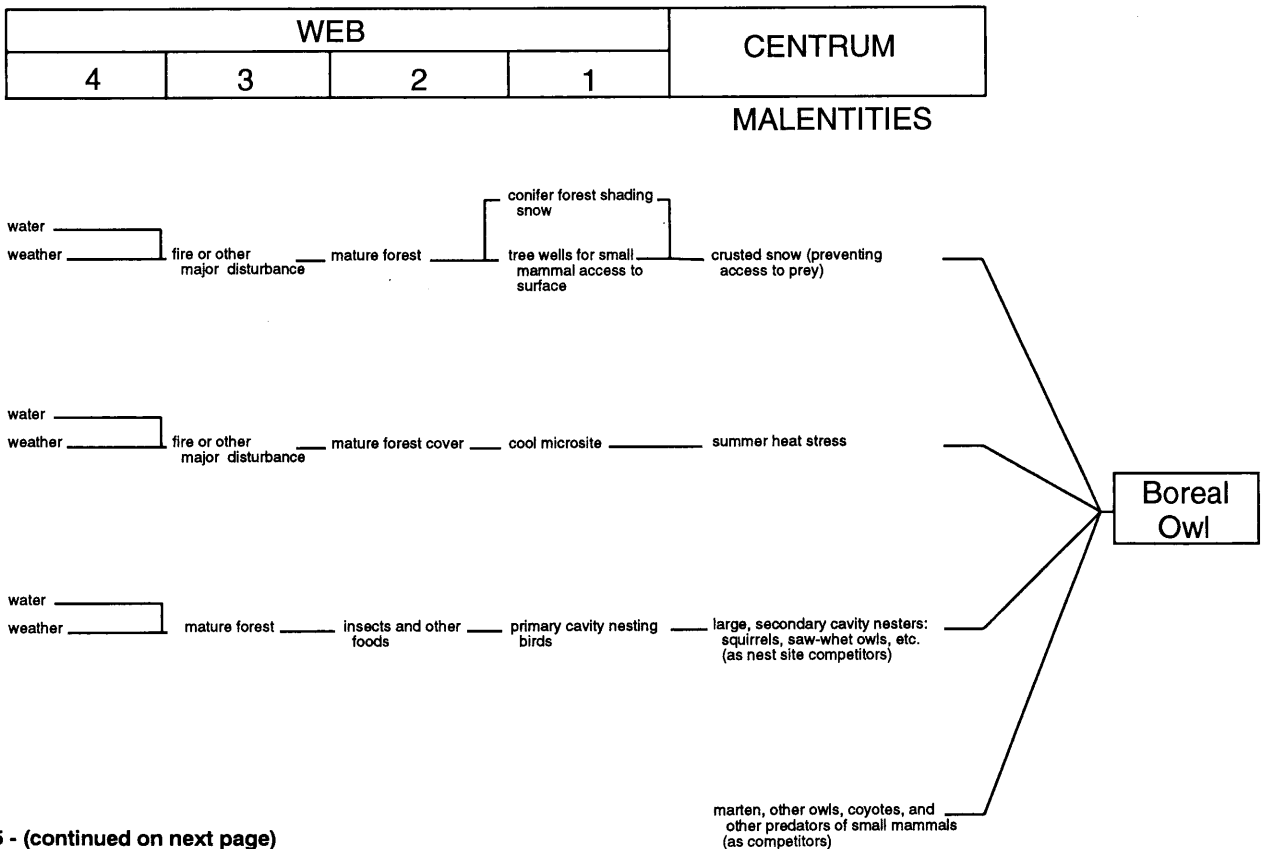 WEB
CENTRUM
4 3 2 1
MALENTITIES
conifer forest shading
snow
water
weather
fire or other
major disturbance
mature forest
tree wells for small
mammal access to
surface
crusted snow (preventing
access to prey)
water
weather
fire or other
major disturbance
mature forest cover
cool microsite
summer heat stress
Boreal
Owl
water
weather
mature forest
insects and other
foods
primary cavity nesting
birds
large, secondary cavity nesters:
squirrels, saw-whet owls, etc.
(as nest site competitors)
marten, other owls, coyotes, and
other predators of small mammals
(as competitors)
5 - (continued on next page)